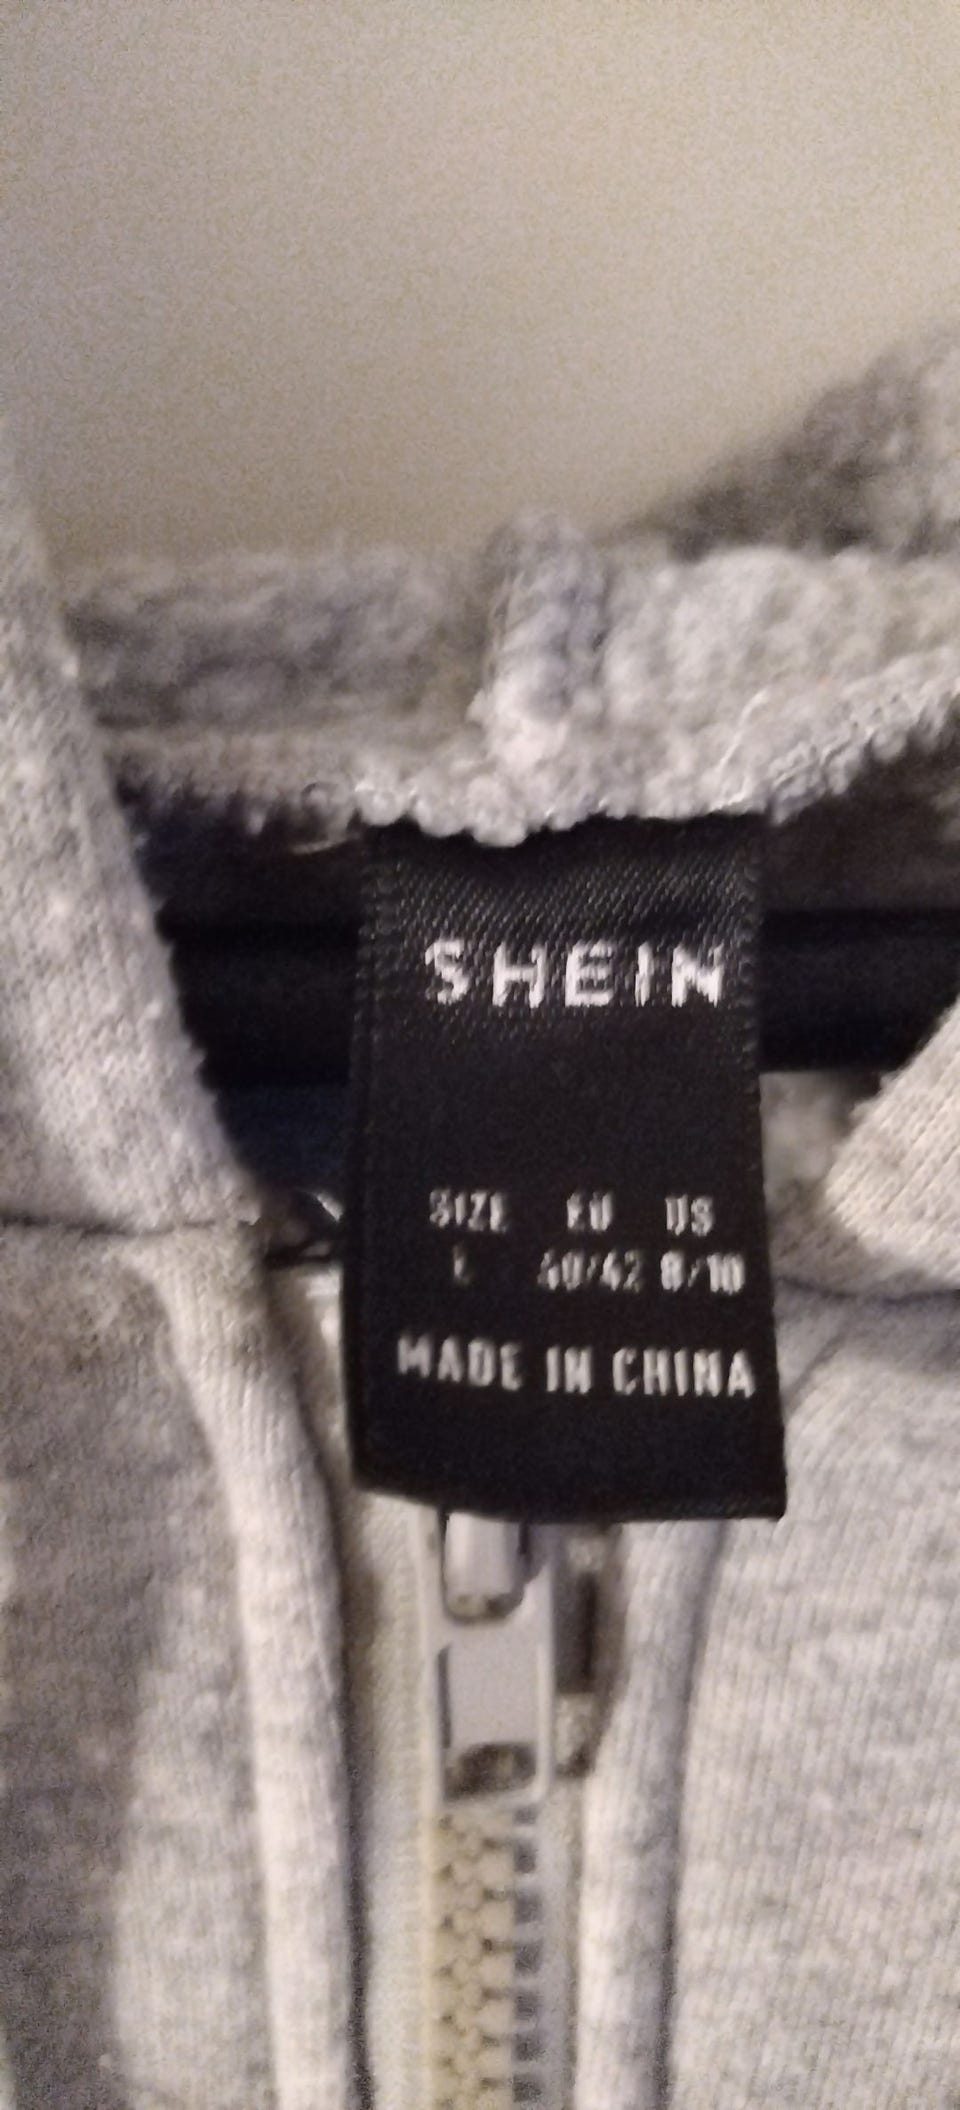 SHEIN
SIZE EU US
L 40/42 8/10
MADE IN CHINA